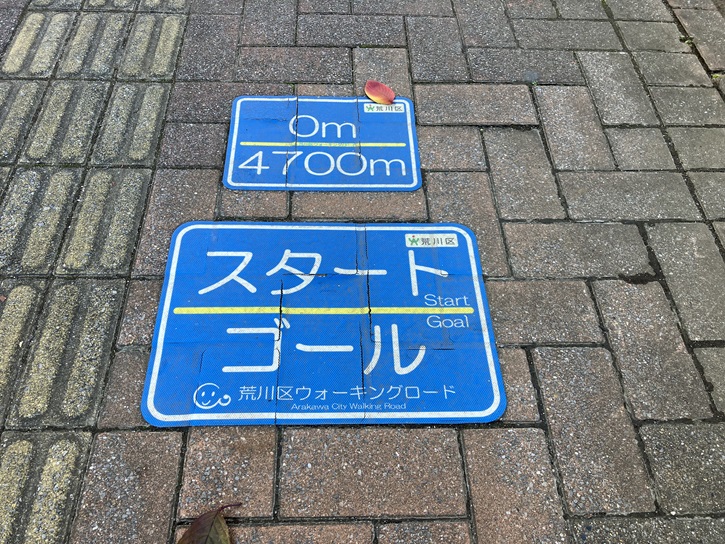 荒川区
0m
4700m
荒川区
スタート
Start
Goal
ゴール
荒川区ウォーキングロード
Arakawa City Walking Road